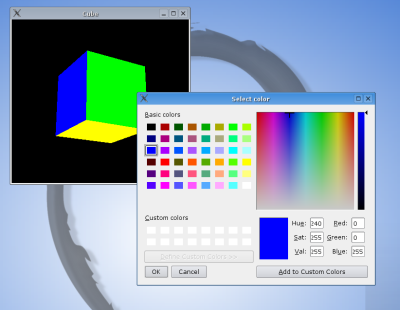 Cube
Select color
Basic colors
Custom colors
Define Custom Colors >>
OK
Cancel
Hue: 240
Red: 0
Sat: 255
Green: 0
Val: 255
Blue: 255
Add to Custom Colors